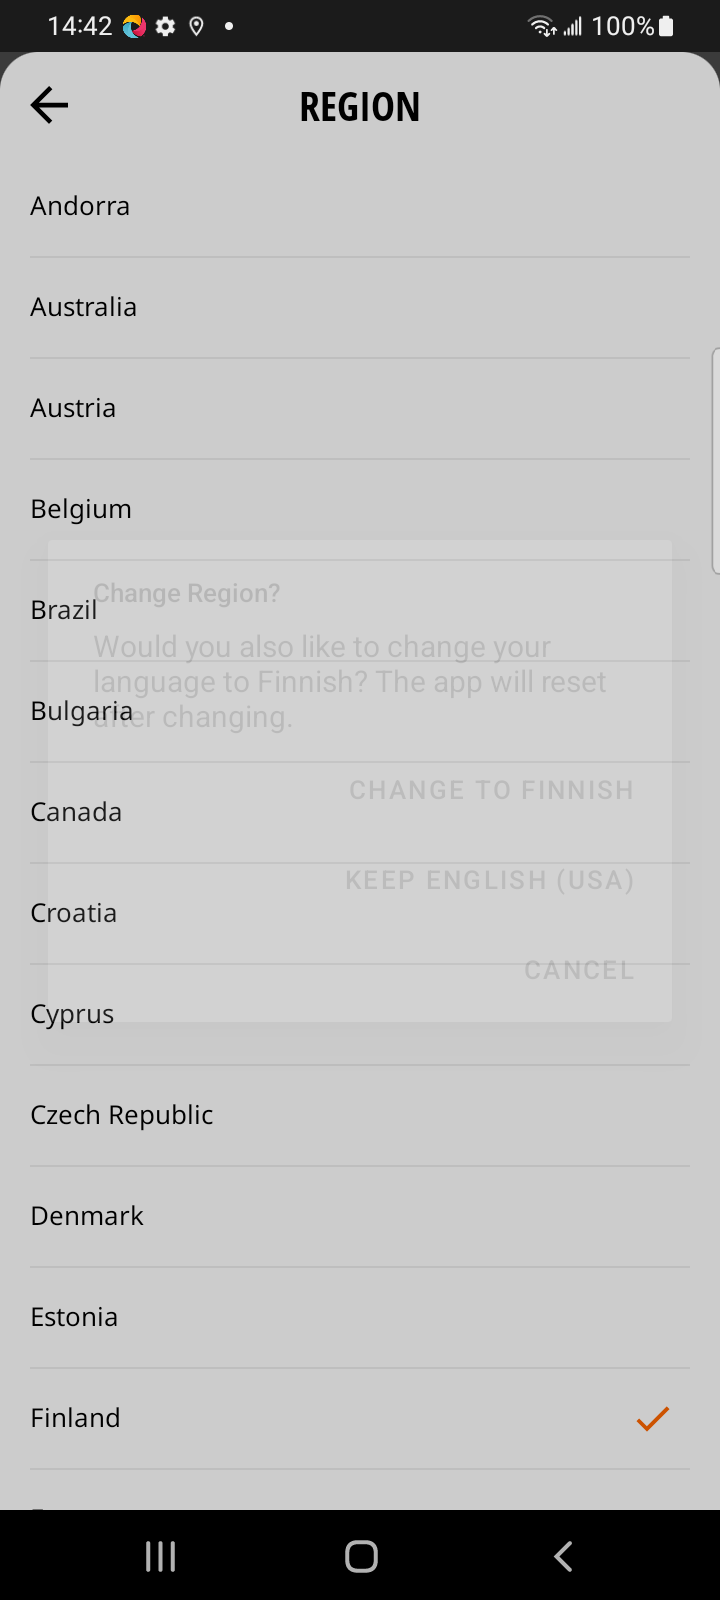 14:42
100%
REGION
Andorra
Australia
Austria
Belgium
Change Region?
Brazil
Would you also like to change your
language to Finnish? The app will reset
after changing.
Bulgaria
CHANGE TO FINNISH
Canada
KEEP ENGLISH (USA)
Croatia
CANCEL
Cyprus
Czech Republic
Denmark
Estonia
Finland